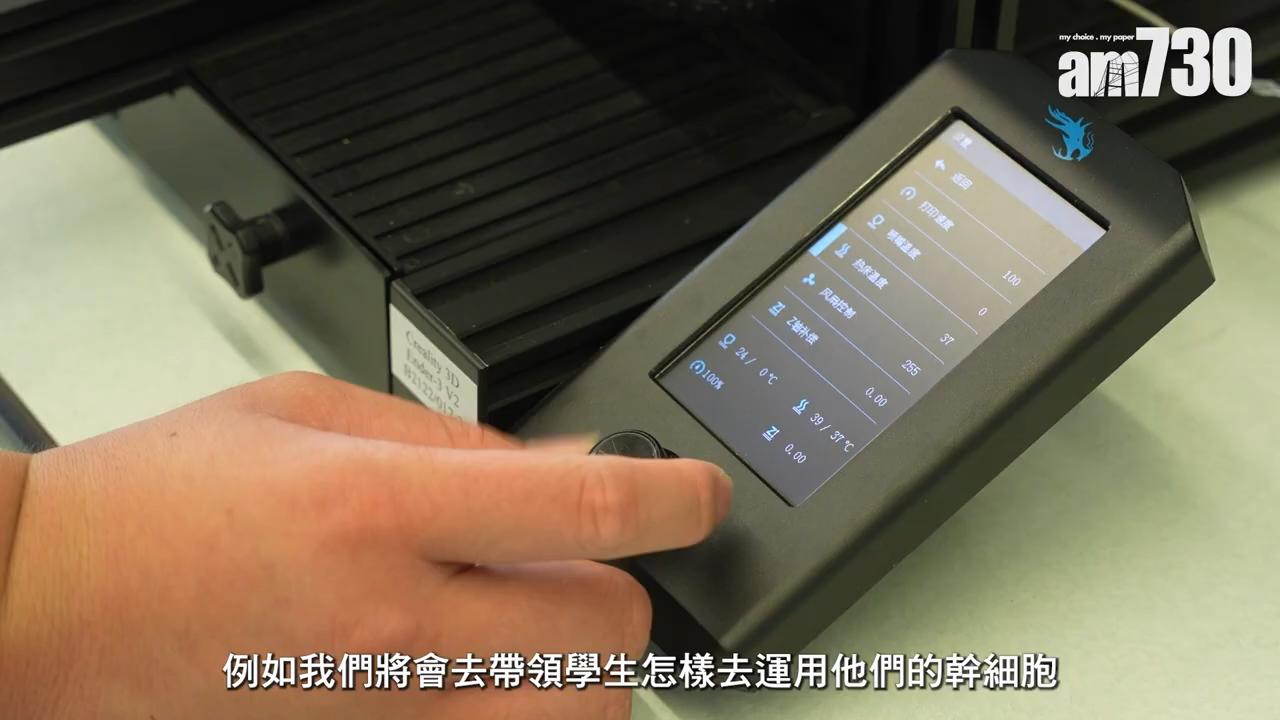 my choice . my paper
am730
返回
打印速度
100
喷嘴温度
0
热床温度
37
风扇控制
255
Z轴补偿
0.00
24 / 0℃
39 / 37℃
100%
0.00
Creality 3D
Ender-3 V2
例如我們將會去帶領學生怎樣去運用他們的幹細胞